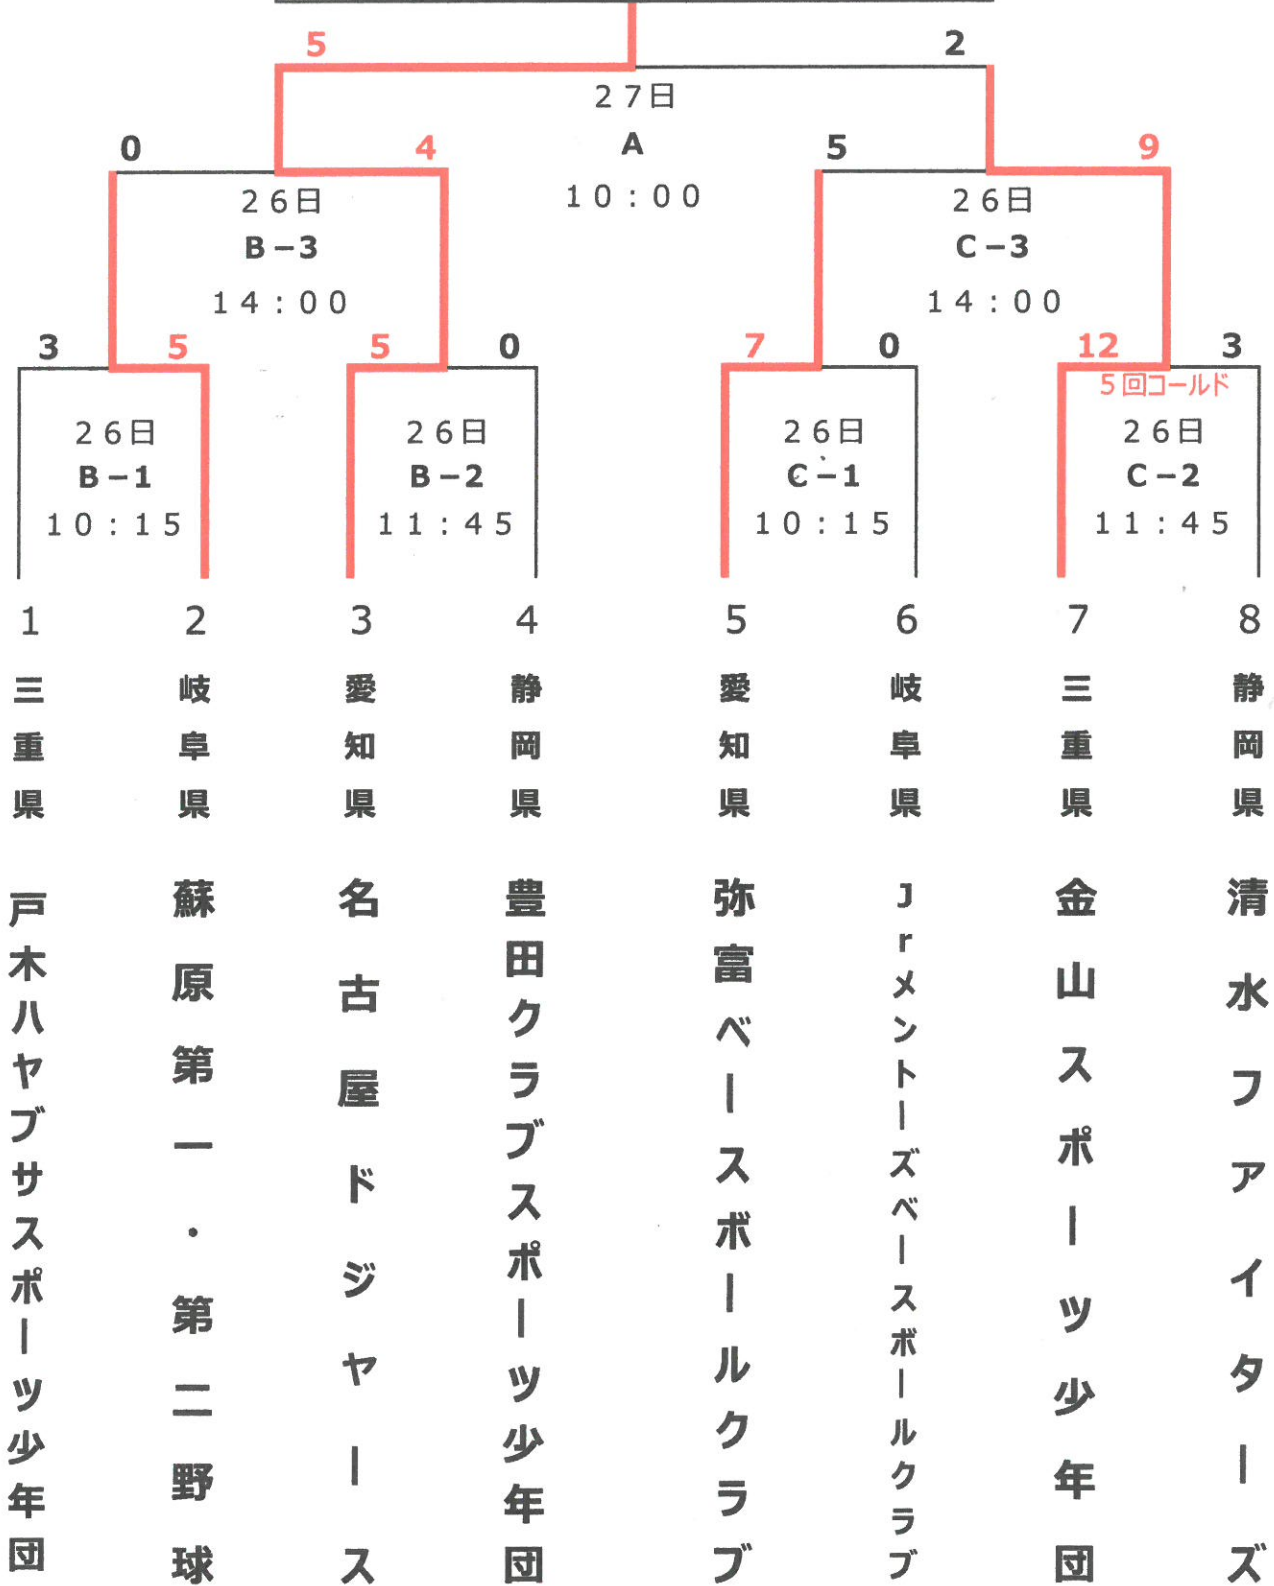 5 2
27日
A
10:00
0 4 5 9
26日
B-3
14:00
26日
C-3
14:00
3 5 5 0 7 0 12 3
5回コールド
26日
B-1
10:15
26日
B-2
11:45
26日
C-1
10:15
26日
C-2
11:45
1 2 3 4 5 6 7 8
三重県
岐阜県
愛知県
静岡県
愛知県
岐阜県
三重県
静岡県
戸木ハヤブサスポーツ少年団
蘇原第一・第二野球
名古屋ドジャース
豊田クラブスポーツ少年団
弥富ベースボールクラブ
Jrメントーズベースボールクラブ
金山スポーツ少年団
清水ファイターズ